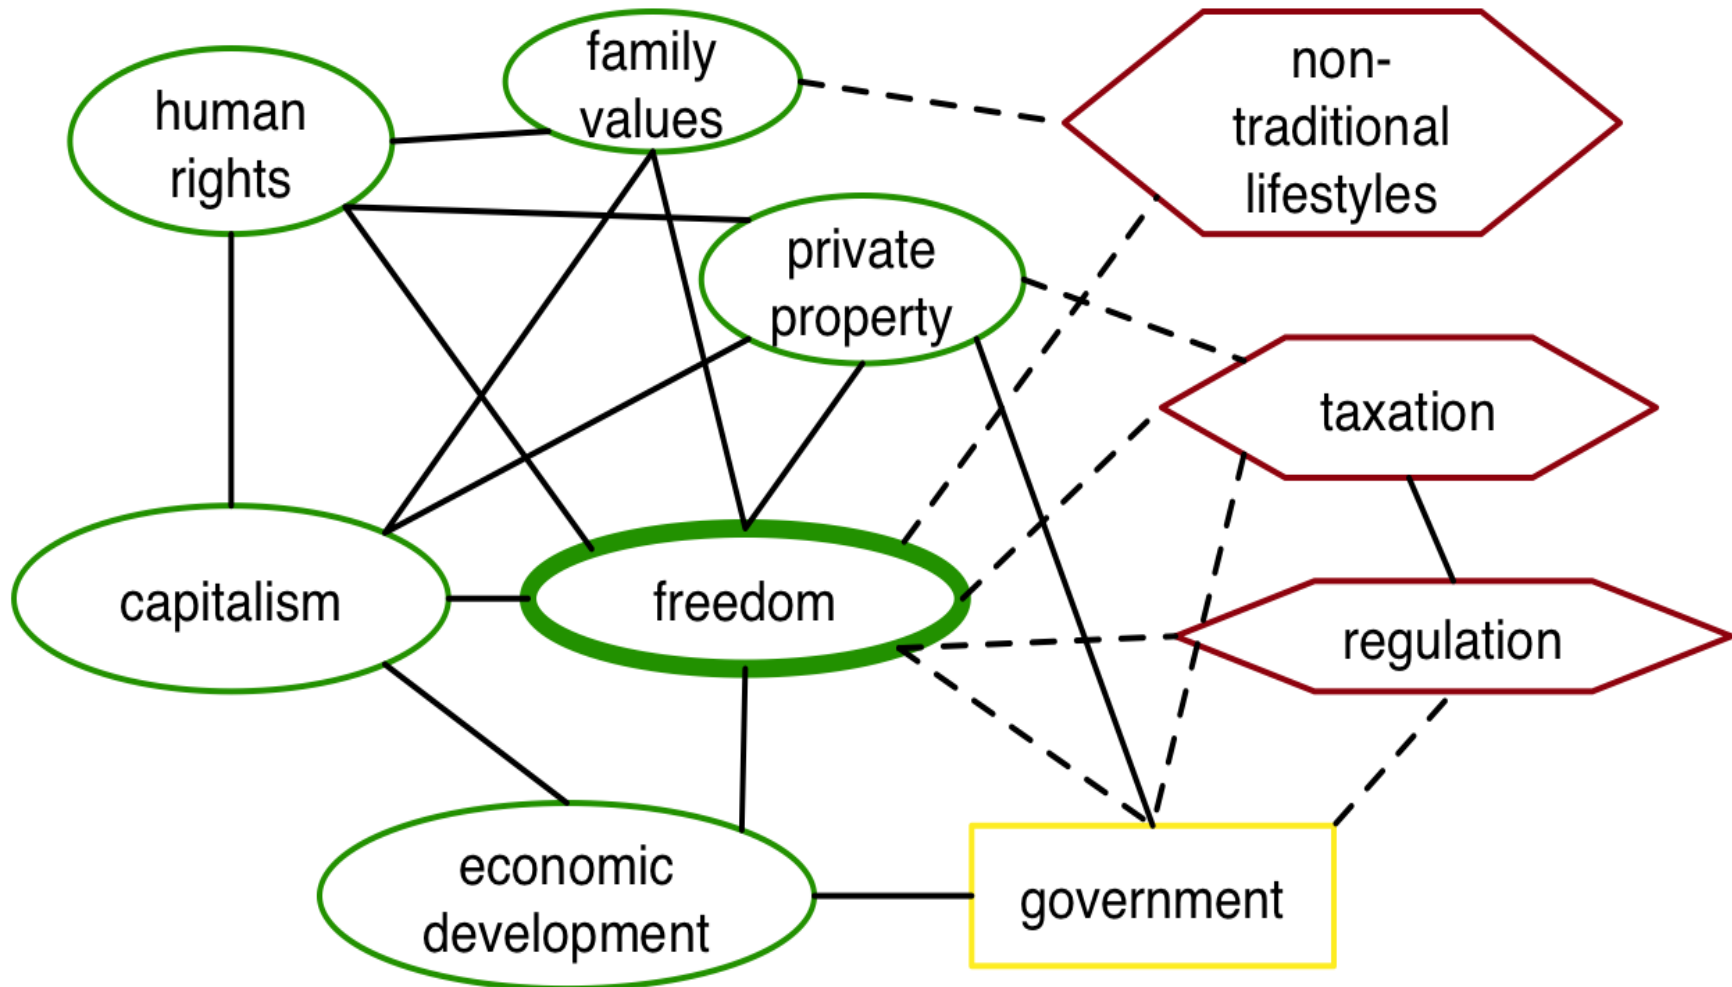 human
rights
family
values
non-
traditional
lifestyles
private
property
taxation
capitalism
freedom
regulation
economic
development
government